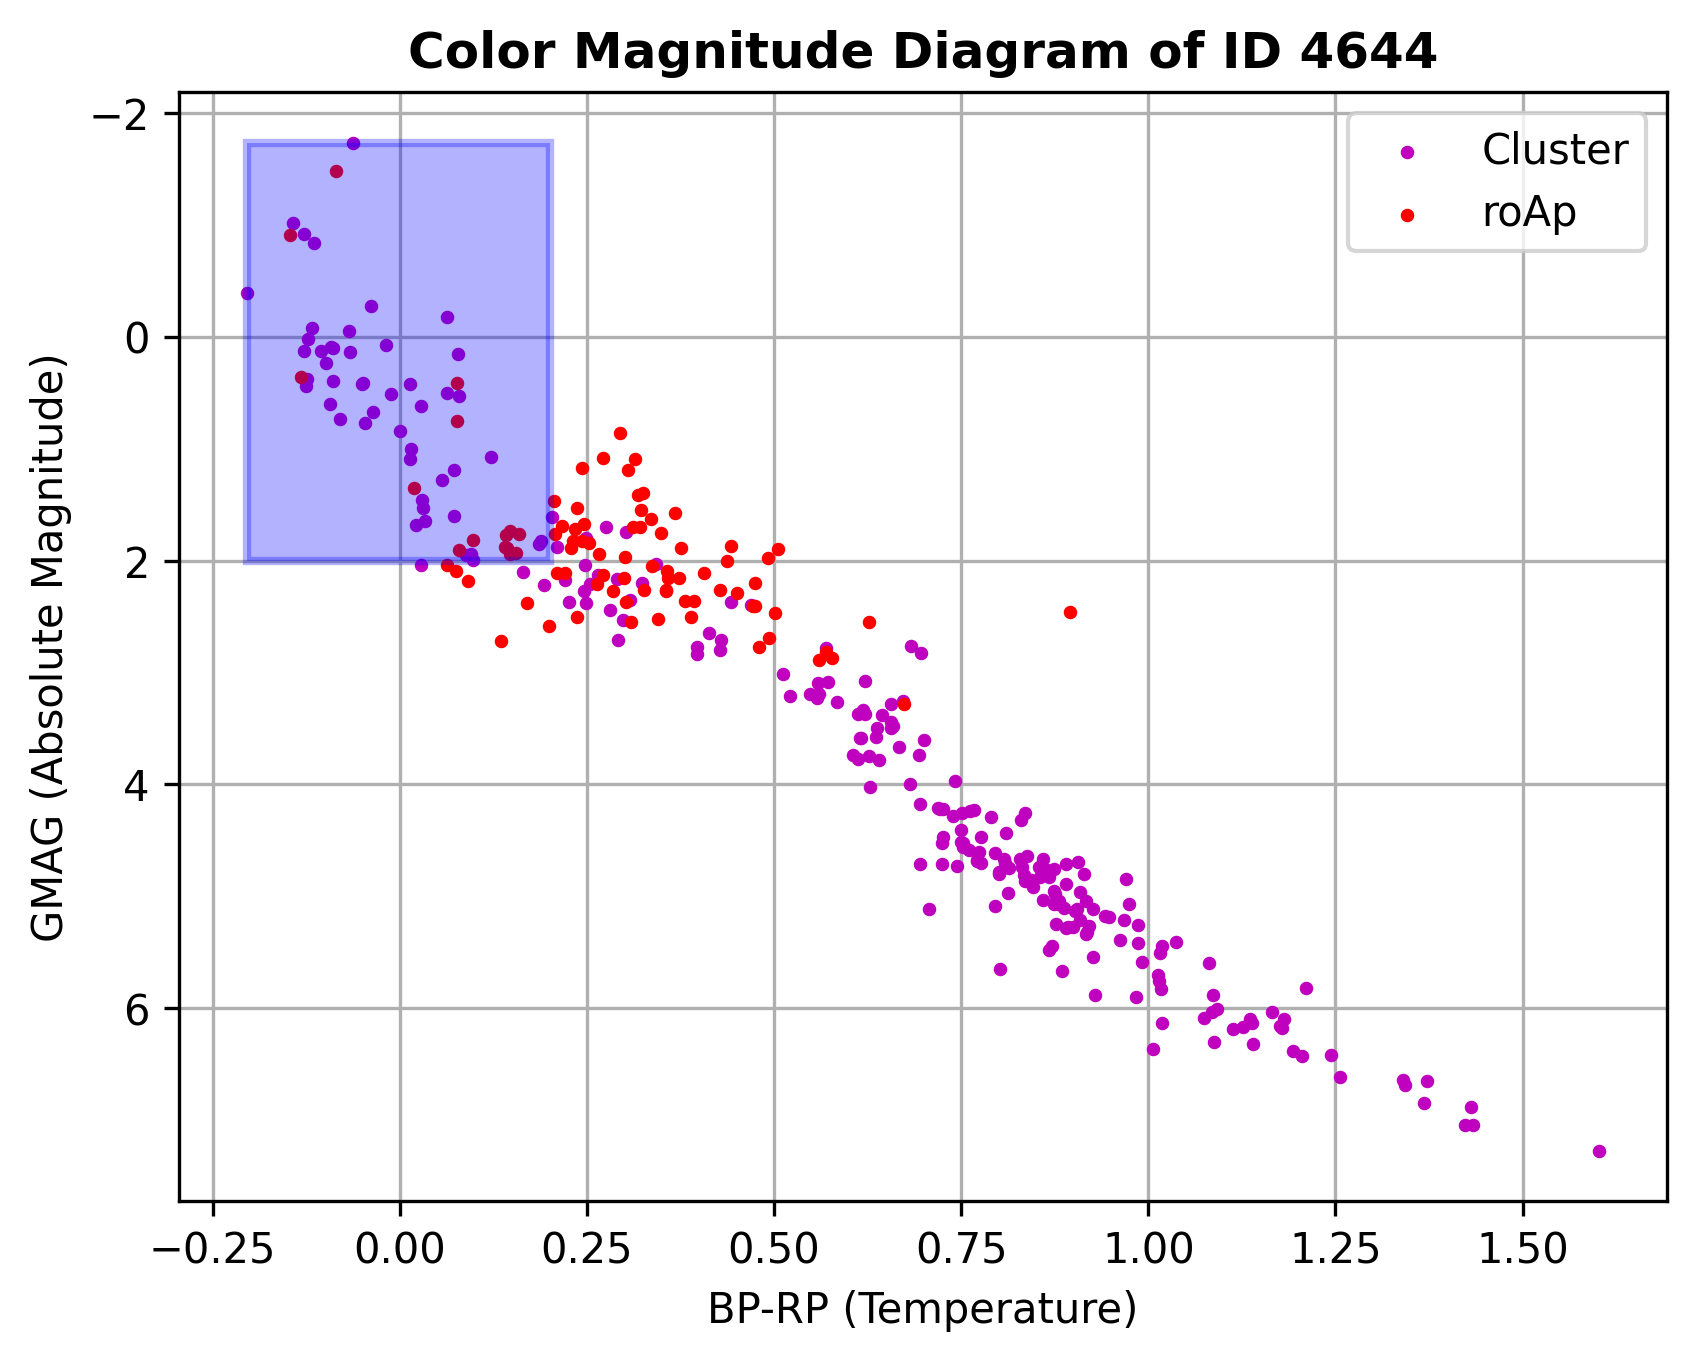 Color Magnitude Diagram of ID 4644
Cluster
roAp
GMAG (Absolute Magnitude)
−2
0
2
4
6
−0.25 0.00 0.25 0.50 0.75 1.00 1.25 1.50
BP-RP (Temperature)